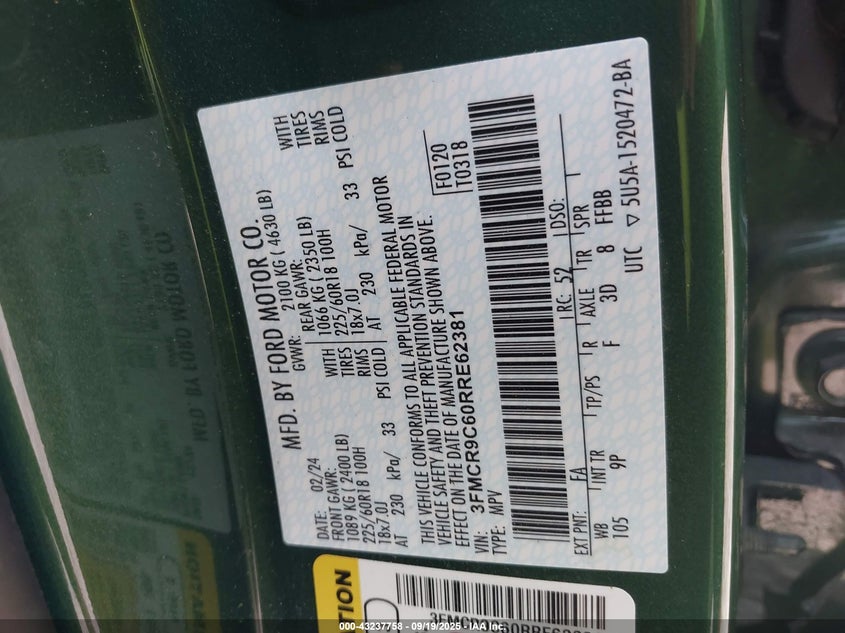 MFD. BY FORD MOTOR CO.
DATE: 02/24
GVWR: 2100 KG ( 4630 LB)
FRONT GAWR:
1089 KG ( 2400 LB)
WITH
225/60R18 100H
TIRES
18x7.0J
RIMS
AT 230 kPa/ 33 PSI COLD
REAR GAWR:
1066 KG ( 2350 LB)
WITH
225/60R18 100H
TIRES
18x7.0J
RIMS
AT 230 kPa/ 33 PSI COLD
THIS VEHICLE CONFORMS TO ALL APPLICABLE FEDERAL MOTOR
VEHICLE SAFETY AND THEFT PREVENTION STANDARDS IN
EFFECT ON THE DATE OF MANUFACTURE SHOWN ABOVE.
VIN: 3FMCR9C60RRE62381
F0120
T0318
TYPE: MPV
EXT PNT: FA RC: 52 DSO:
WB INT TR TP/PS R AXLE TR SPR
105 9P F 3D 8 FFBB
UTC ▽ 5U5A-1520472-BA
000-43237758 - 09/19/2025 - IAA Inc.